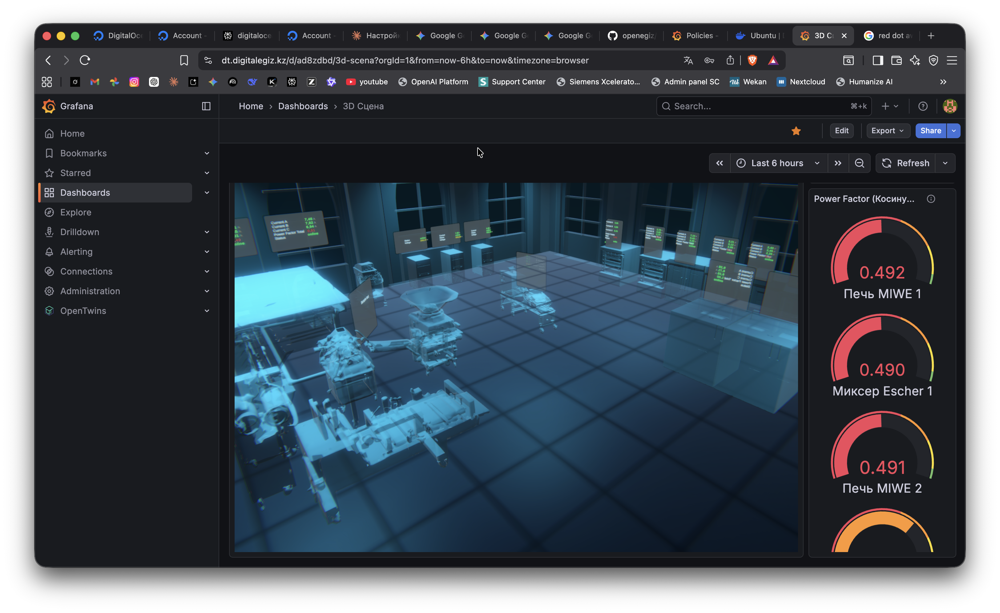 DigitalOce
Account -
digitaloce
Account -
Настройк
Google G
Google G
Google G
openegiz/
Policies -
Ubuntu |
3D C
red dot a
dt.digitalegiz.kz/d/ad8zdbd/3d-scena?orgId=1&from=now-6h&to=now&timezone=browser
youtube
OpenAI Platform
Support Center
Siemens Xcelerato...
Admin panel SC
Wekan
Nextcloud
Humanize AI
Grafana
Home
Dashboards
3D Сцена
Search...
⌘+k
Home
Bookmarks
Starred
Dashboards
Explore
Drilldown
Alerting
Connections
Administration
OpenTwins
Edit
Export
Share
Last 6 hours
Refresh
Current A 7,46 A
Current B 7,82 A
Current C 6,94 A
Power Factor Total 0,51
Status online
Power Factor (Косину...
0.492
Печь MIWE 1
0.490
Миксер Escher 1
0.491
Печь MIWE 2